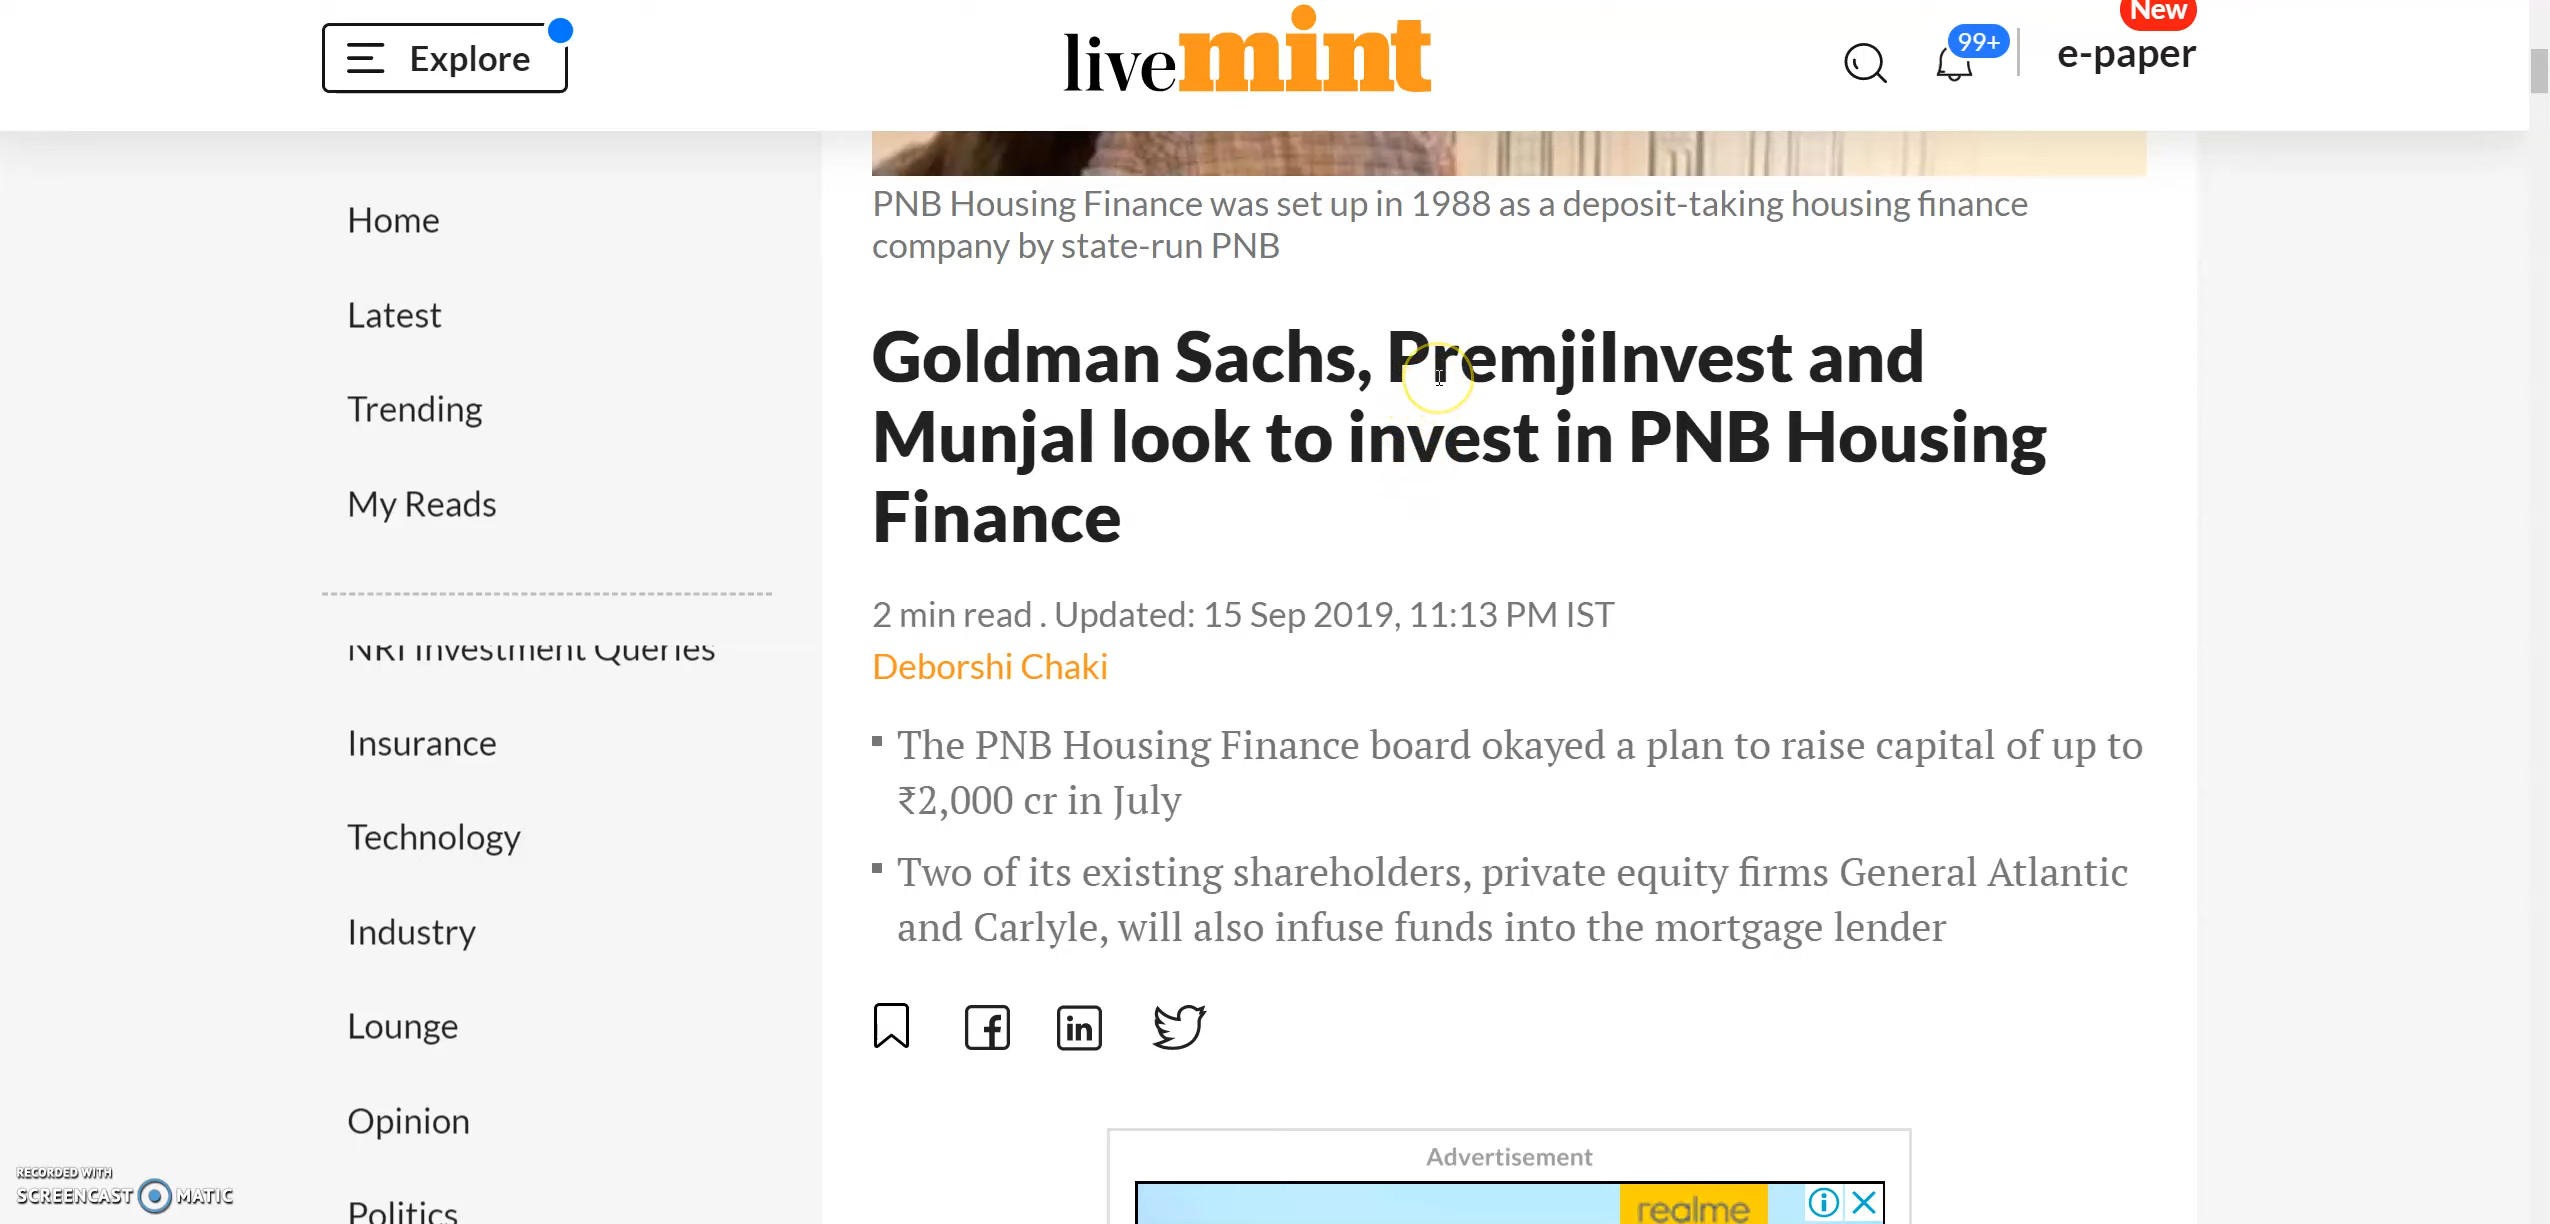 Explore
livemint
99+
New
e-paper
Home
Latest
Trending
My Reads
NRI Investment Queries
Insurance
Technology
Industry
Lounge
Opinion
Politics
PNB Housing Finance was set up in 1988 as a deposit-taking housing finance
company by state-run PNB
Goldman Sachs, PremjiInvest and
Munjal look to invest in PNB Housing
Finance
2 min read . Updated: 15 Sep 2019, 11:13 PM IST
Deborshi Chaki
▪ The PNB Housing Finance board okayed a plan to raise capital of up to
₹2,000 cr in July
▪ Two of its existing shareholders, private equity firms General Atlantic
and Carlyle, will also infuse funds into the mortgage lender
Advertisement
realme
RECORDED WITH
SCREENCAST MATIC